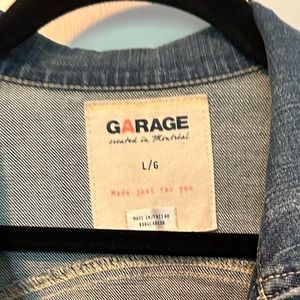 GARAGE
created in Montréal
L/G
Made just for you
MADE IN/FAIT AU
BANGLADESH